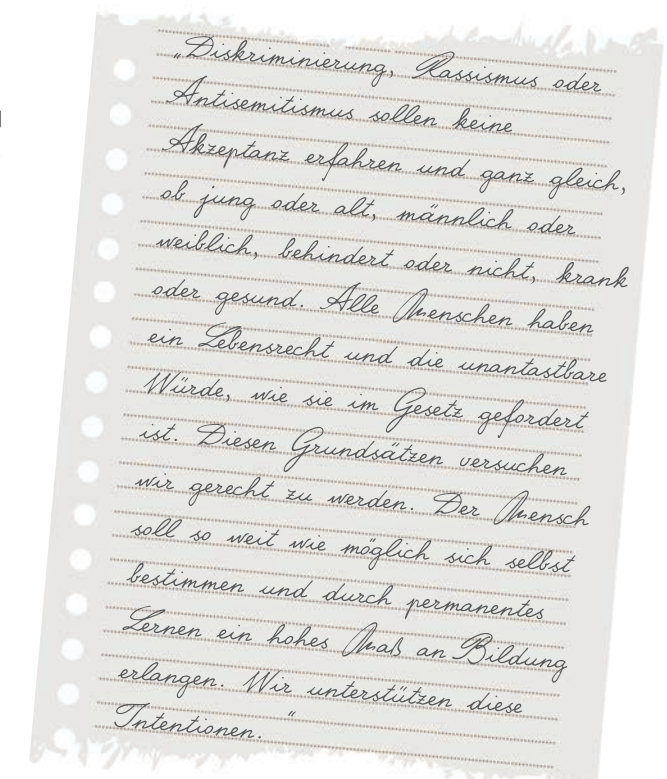 „Diskriminierung, Rassismus oder
Antisemitismus sollen keine
Akzeptanz erfahren und ganz gleich,
ob jung oder alt, männlich oder
weiblich, behindert oder nicht, krank
oder gesund. Alle Menschen haben
ein Lebensrecht und die unantastbare
Würde, wie sie im Gesetz gefordert
ist. Diesen Grundsätzen versuchen
wir gerecht zu werden. Der Mensch
soll so weit wie möglich sich selbst
bestimmen und durch permanentes
Lernen ein hohes Maß an Bildung
erlangen. Wir unterstützen diese
Intentionen.“